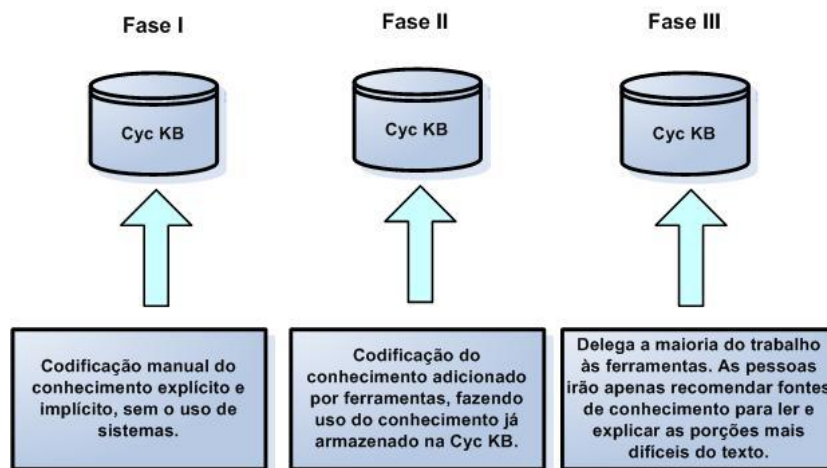 Fase I
Fase II
Fase III
Cyc KB
Cyc KB
Cyc KB
Codificação manual do
conhecimento explícito e
implícito, sem o uso de
sistemas.
Codificação do
conhecimento adicionado
por ferramentas, fazendo
uso do conhecimento já
armazenado na Cyc KB.
Delega a maioria do trabalho
às ferramentas. As pessoas
irão apenas recomendar fontes
de conhecimento para ler e
explicar as porções mais
difíceis do texto.